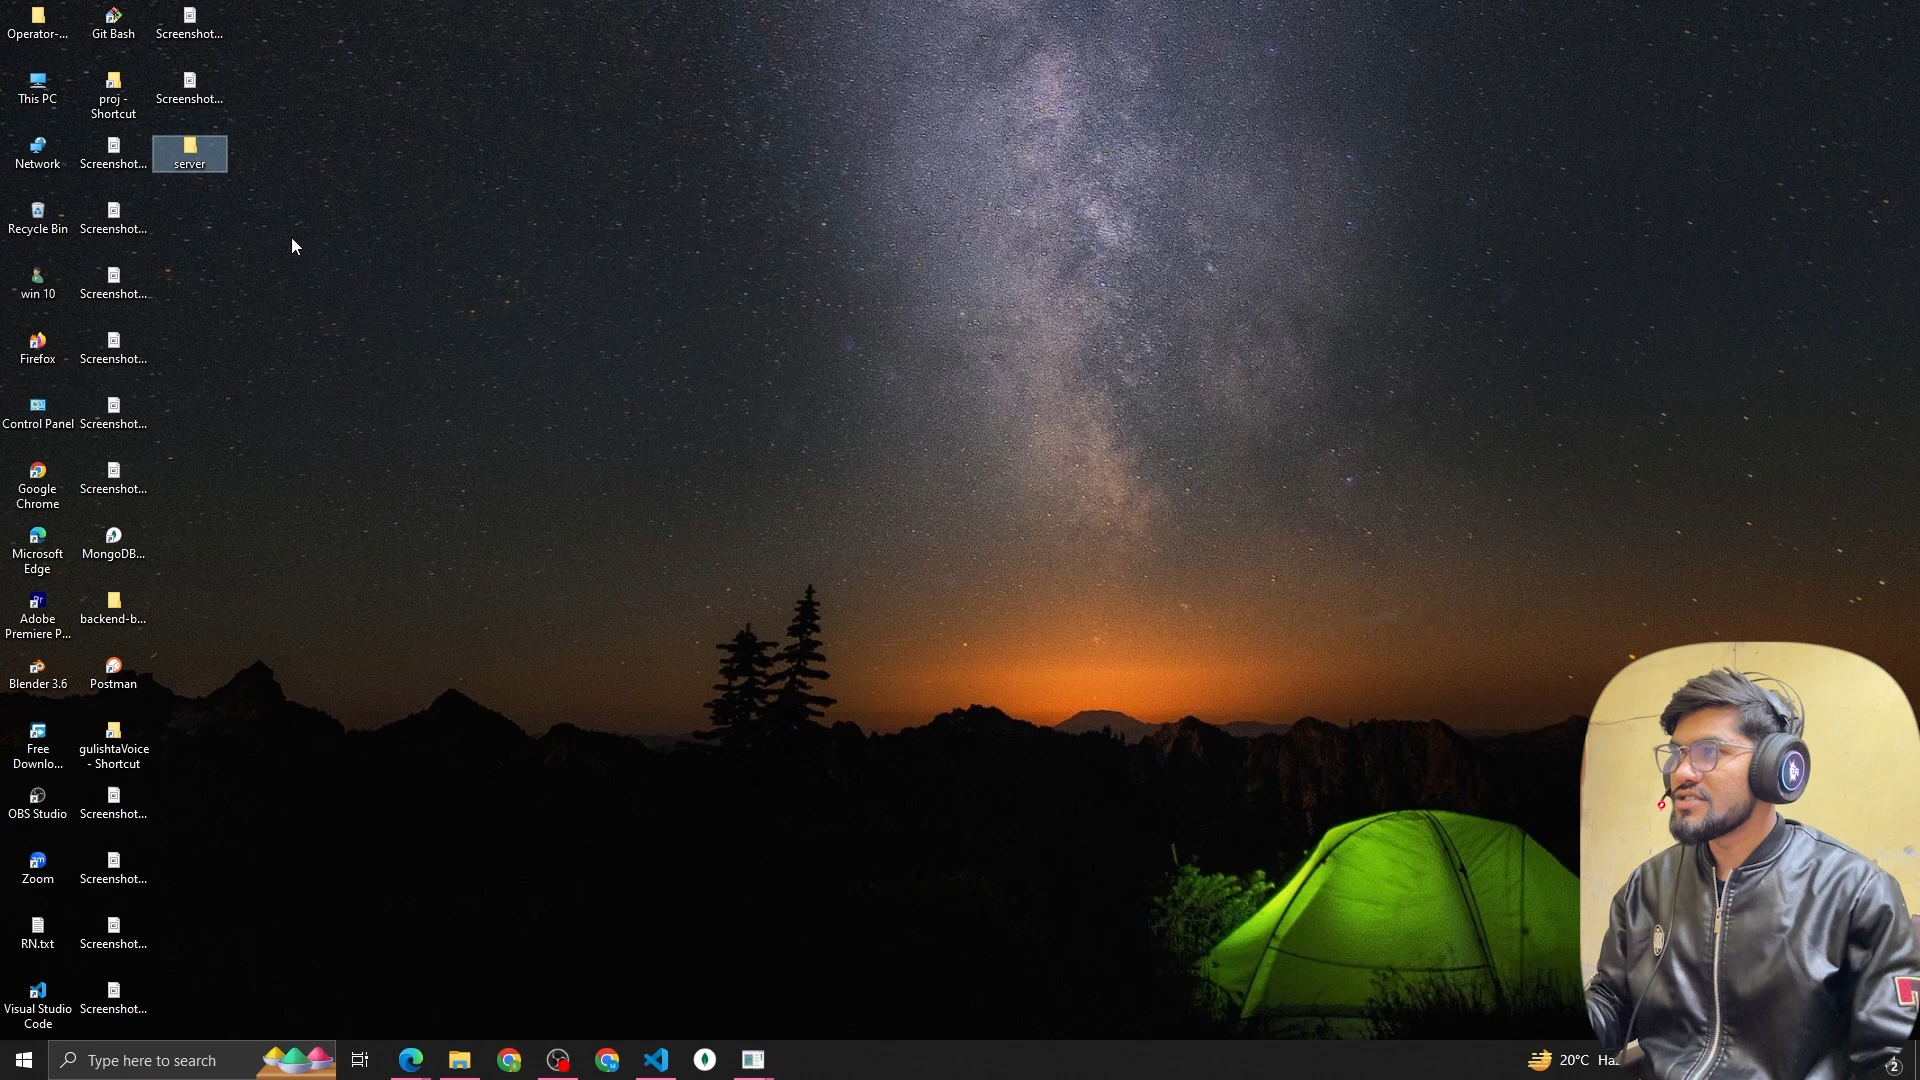 Operator-...
Git Bash
Screenshot...
This PC
proj -
Shortcut
Screenshot...
Network
Screenshot...
server
Recycle Bin
Screenshot...
win 10
Screenshot...
Firefox
Screenshot...
Control Panel
Screenshot...
Google
Chrome
Screenshot...
Microsoft
Edge
MongoDB...
Adobe
Premiere P...
backend-b...
Blender 3.6
Postman
Free
Downlo...
gulishtaVoice
- Shortcut
OBS Studio
Screenshot...
Zoom
Screenshot...
RN.txt
Screenshot...
Visual Studio
Code
Screenshot...
Type here to search
20°C
2